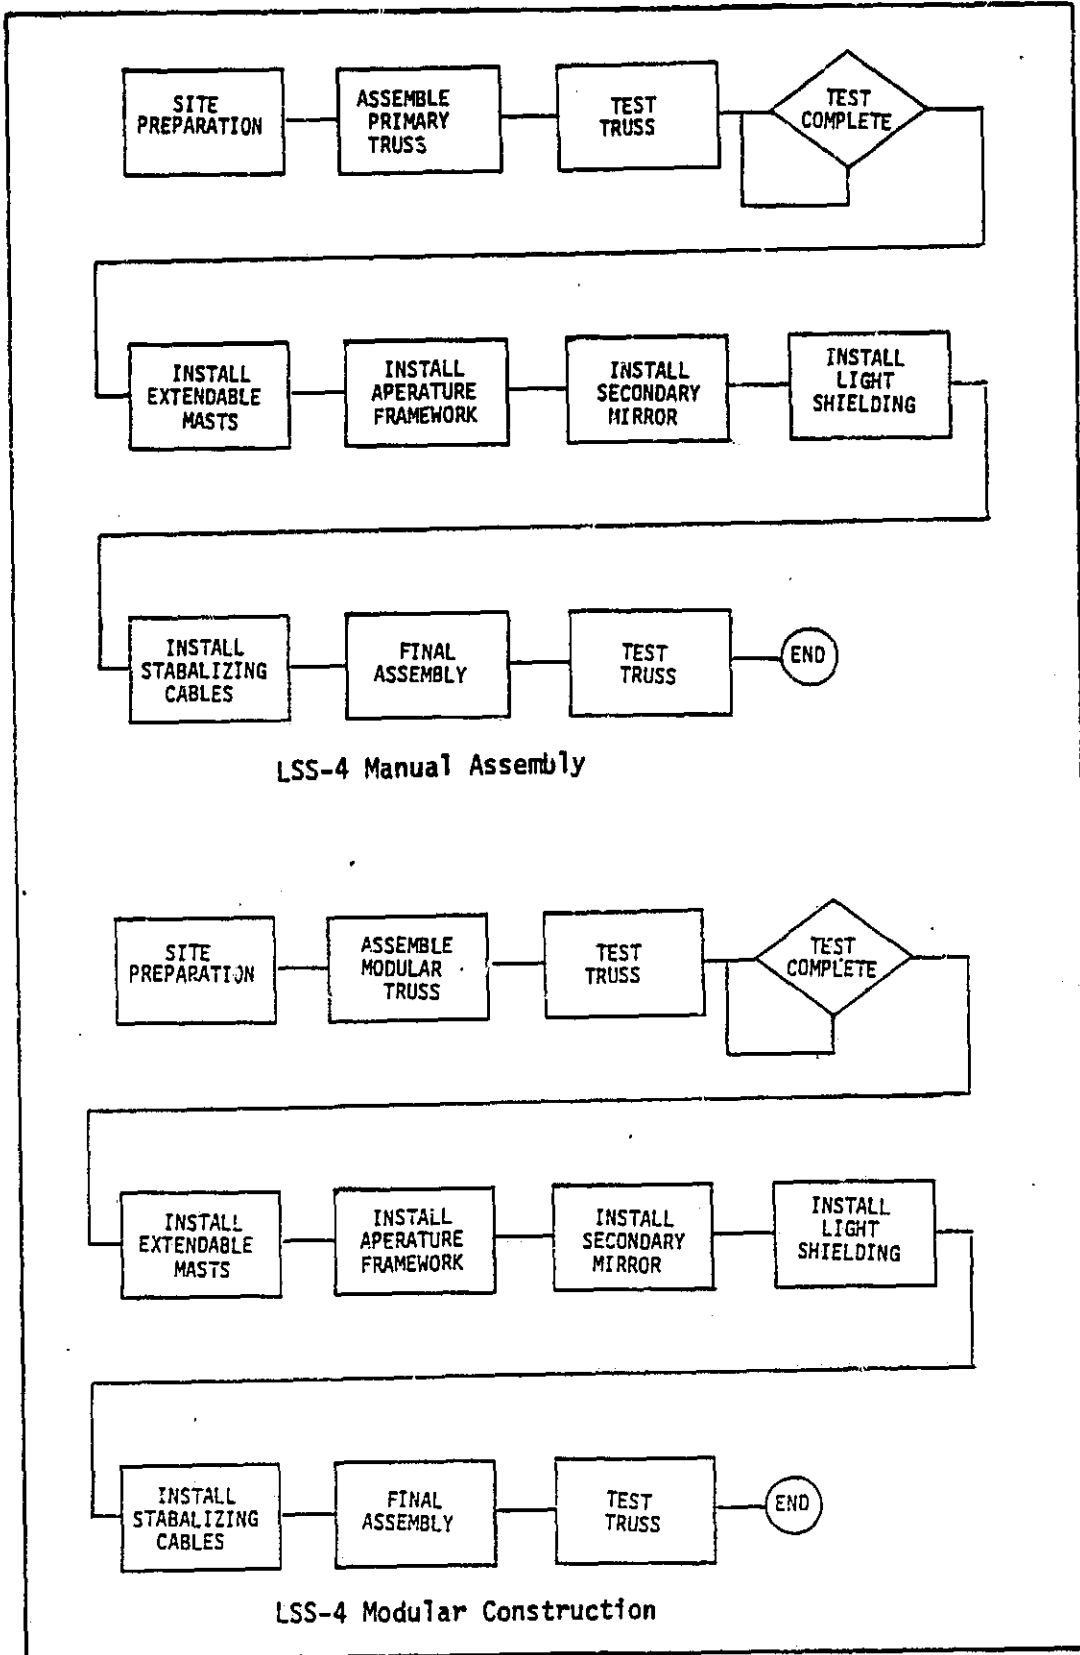 SITE
PREPARATION
ASSEMBLE
PRIMARY
TRUSS
TEST
TRUSS
TEST
COMPLETE
INSTALL
EXTENDABLE
MASTS
INSTALL
APERATURE
FRAMEWORK
INSTALL
SECONDARY
MIRROR
INSTALL
LIGHT
SHIELDING
INSTALL
STABALIZING
CABLES
FINAL
ASSEMBLY
TEST
TRUSS
END
LSS-4 Manual Assembly
SITE
PREPARATION
ASSEMBLE
MODULAR
TRUSS
TEST
TRUSS
TEST
COMPLETE
INSTALL
EXTENDABLE
MASTS
INSTALL
APERATURE
FRAMEWORK
INSTALL
SECONDARY
MIRROR
INSTALL
LIGHT
SHIELDING
INSTALL
STABALIZING
CABLES
FINAL
ASSEMBLY
TEST
TRUSS
END
LSS-4 Modular Construction